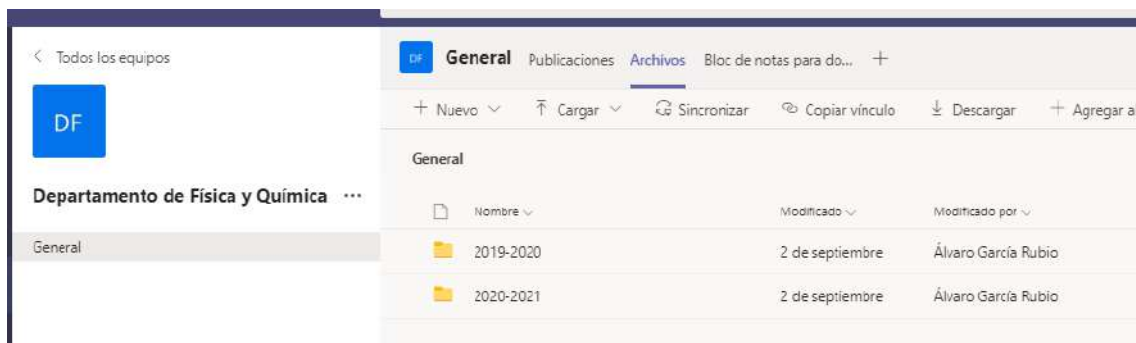 Todos los equipos
DF
Departamento de Física y Química ...
General
DF General Publicaciones Archivos Bloc de notas para do... +
+ Nuevo Cargar Sincronizar Copiar vínculo Descargar + Agregar a
General
Nombre Modificado Modificado por
2019-2020 2 de septiembre Álvaro García Rubio
2020-2021 2 de septiembre Álvaro García Rubio